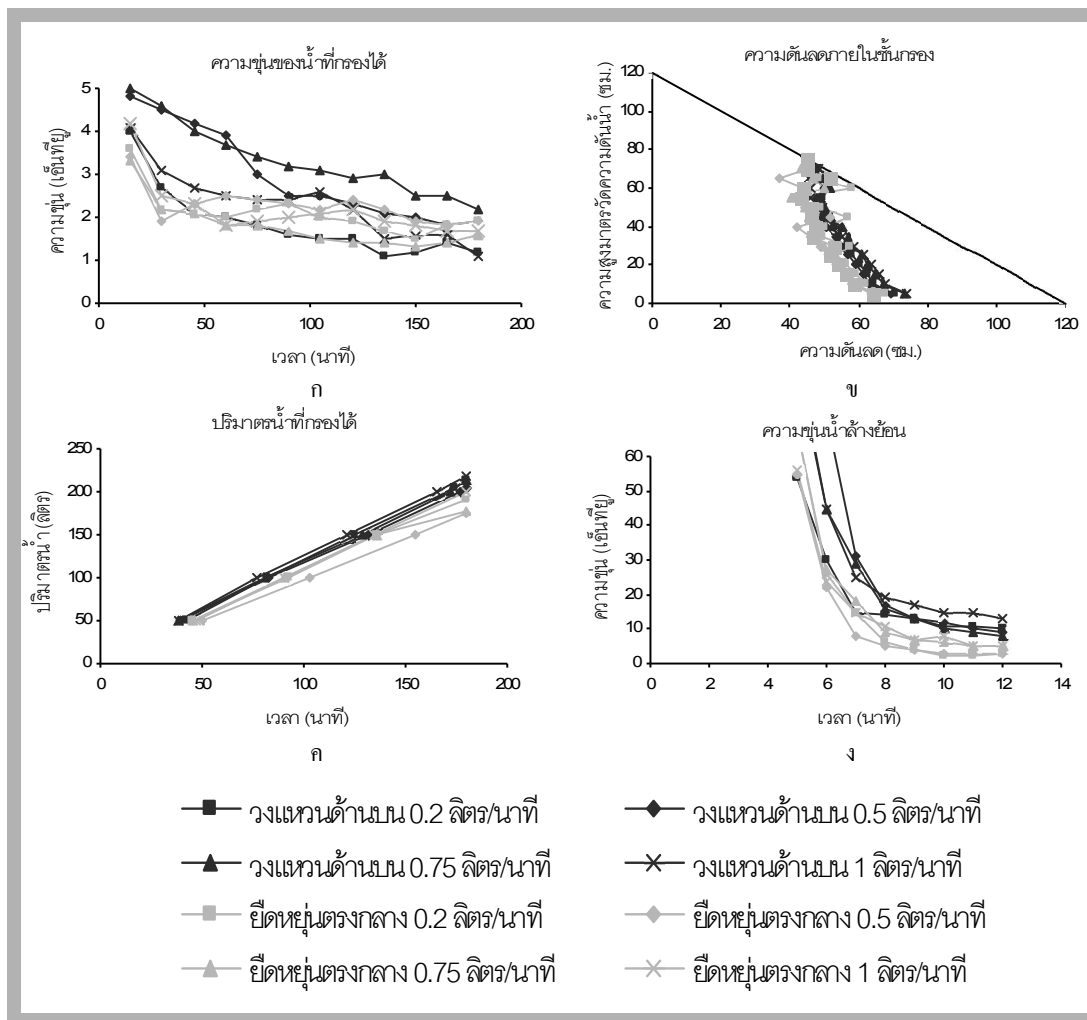 ความขุ่นของน้ำที่กรองได้
ความขุ่น (เอ็นทียู)
5
4
3
2
1
0
0 50 100 150 200
เวลา (นาที)
ก
ความดันลดภายในชั้นกรอง
ความสูงมาตรวัดความดันน้ำ (ซม.)
120
100
80
60
40
20
0
0 20 40 60 80 100 120
ความดันลด (ซม.)
ข
ปริมาตรน้ำที่กรองได้
ปริมาตรน้ำ (ลิตร)
250
200
150
100
50
0
0 50 100 150 200
เวลา (นาที)
ค
ความขุ่นน้ำล้างย้อน
ความขุ่น (เอ็นทียู)
60
50
40
30
20
10
0
0 2 4 6 8 10 12 14
เวลา (นาที)
ง
วงแหวนด้านบน 0.2 ลิตร/นาที
วงแหวนด้านบน 0.5 ลิตร/นาที
วงแหวนด้านบน 0.75 ลิตร/นาที
วงแหวนด้านบน 1 ลิตร/นาที
ยืดหยุ่นตรงกลาง 0.2 ลิตร/นาที
ยืดหยุ่นตรงกลาง 0.5 ลิตร/นาที
ยืดหยุ่นตรงกลาง 0.75 ลิตร/นาที
ยืดหยุ่นตรงกลาง 1 ลิตร/นาที